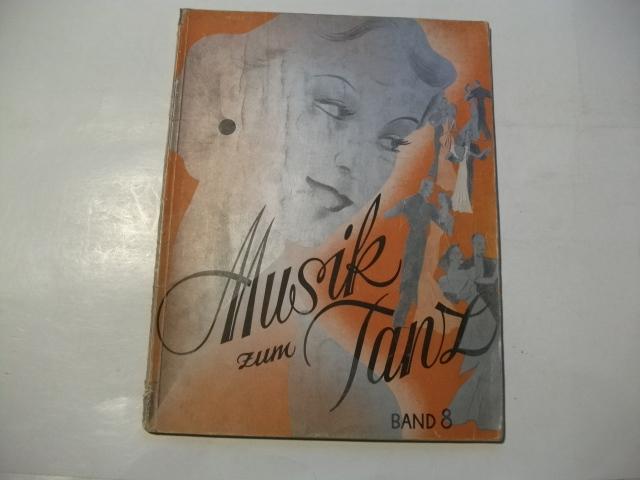 Musik
zum Tanz
BAND 8